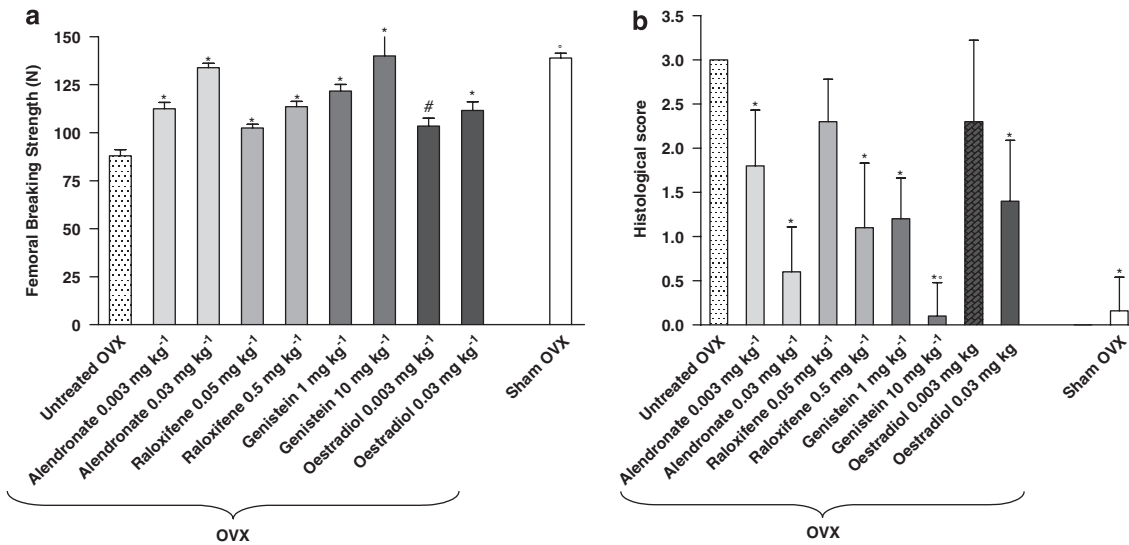 a
Femoral Breaking Strength (N)
150
125
100
75
50
25
0
*
*
*
*
*
*
#
*
°
Untreated OVX
Alendronate 0.003 mg kg-1
Alendronate 0.03 mg kg-1
Raloxifene 0.05 mg kg-1
Raloxifene 0.5 mg kg-1
Genistein 1 mg kg-1
Genistein 10 mg kg-1
Oestradiol 0.003 mg kg-1
Oestradiol 0.03 mg kg-1
Sham OVX
OVX
b
Histological score
3.5
3.0
2.5
2.0
1.5
1.0
0.5
0.0
*
*
*
*
*°
*
*
Untreated OVX
Alendronate 0.003 mg kg-1
Alendronate 0.03 mg kg-1
Raloxifene 0.05 mg kg-1
Raloxifene 0.5 mg kg-1
Genistein 1 mg kg-1
Genistein 10 mg kg-1
Oestradiol 0.003 mg kg
Oestradiol 0.03 mg kg
Sham OVX
OVX